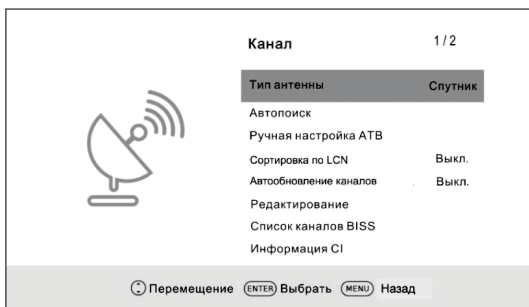 Канал 1/2
Тип антенны Спутник
Автопоиск
Ручная настройка АТВ
Сортировка по LCN Выкл.
Автообновление каналов Выкл.
Редактирование
Список каналов BISS
Информация CI
Перемещение ENTER Выбрать MENU Назад